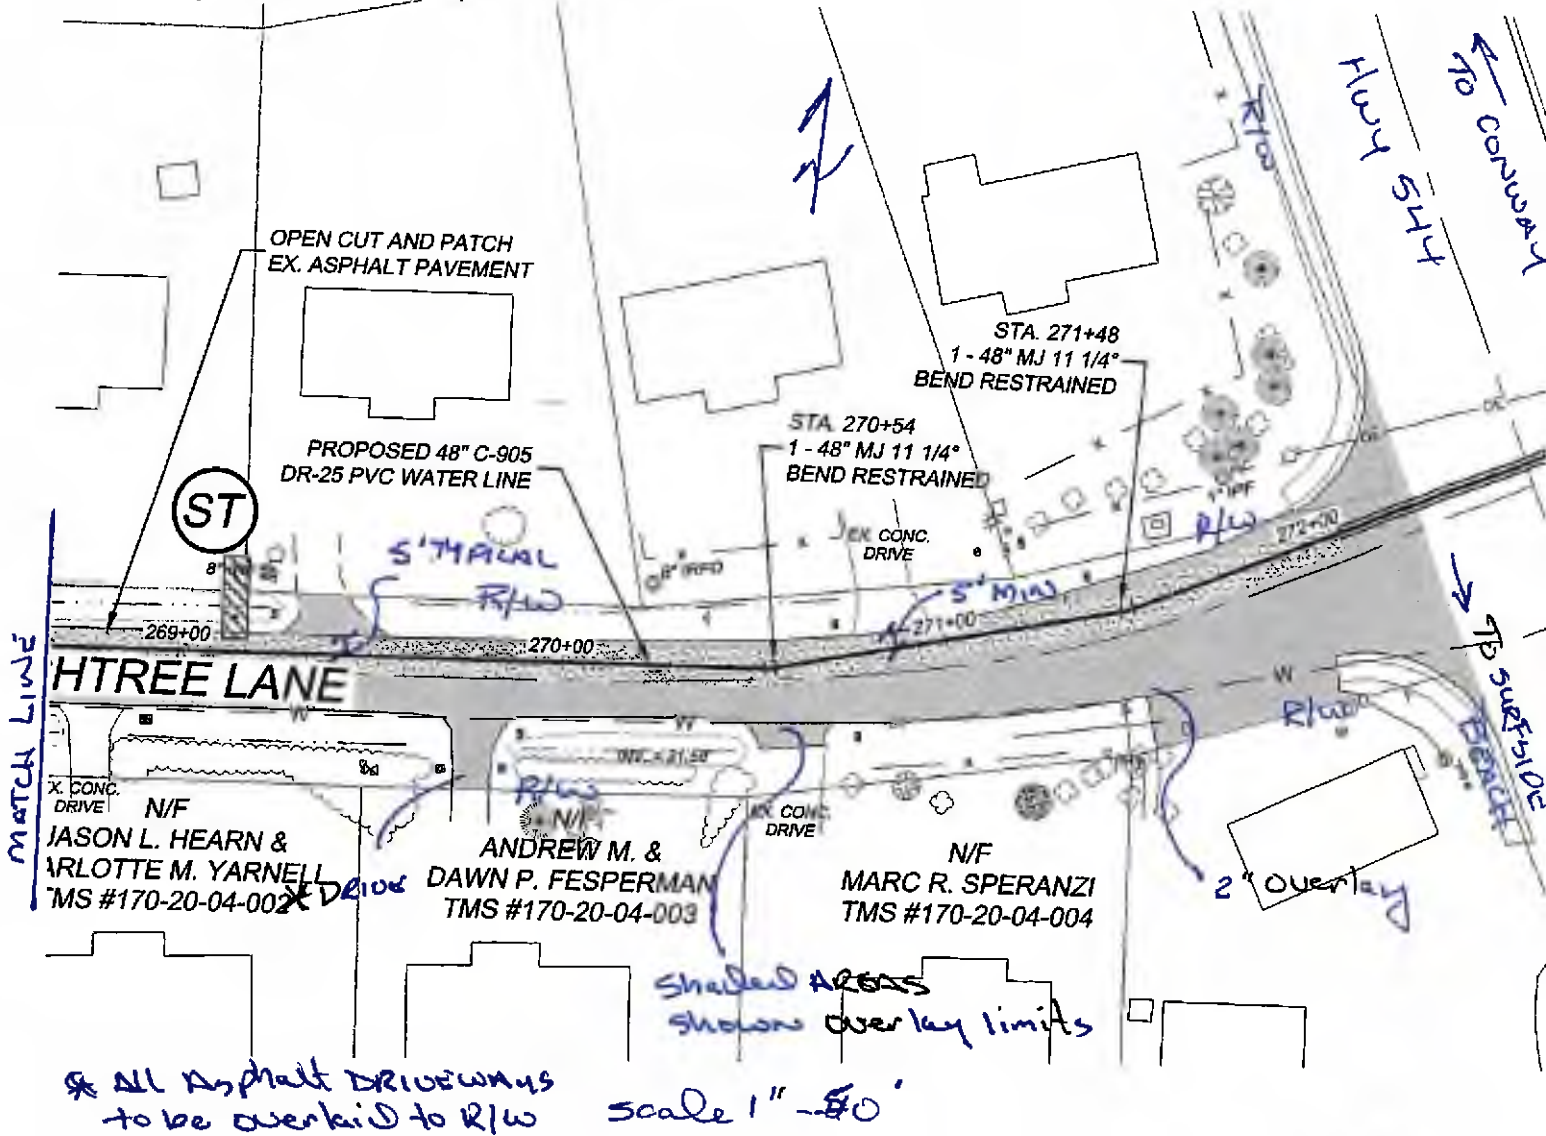 R/W
HWY 544
TO CONWAY
OPEN CUT AND PATCH
EX. ASPHALT PAVEMENT
STA. 271+48
1 - 48" MJ 11 1/4°
BEND RESTRAINED
STA. 270+54
1 - 48" MJ 11 1/4°
BEND RESTRAINED
PROPOSED 48" C-905
DR-25 PVC WATER LINE
ST
5' TYPICAL
R/W
EX. CONC.
DRIVE
1" IPF
R/W
272+00
5' MIN
271+00
8"
269+00
270+00
HTREE LANE
MATCH LINE
W
W
W
R/W
TO SURFSIDE
BEACH
INV. = 21.50
R/W
X. CONC.
DRIVE
N/F
JASON L. HEARN &
ARLOTTE M. YARNELL
TMS #170-20-04-002
* DRIVE
N/F
ANDREW M. &
DAWN P. FESPERMAN
TMS #170-20-04-003
EX. CONC.
DRIVE
N/F
MARC R. SPERANZI
TMS #170-20-04-004
2" overlay
Shaded AREAS
shown overlay limits
* All Asphalt DRIVEWAYS
to be overlaid to R/W
scale 1"